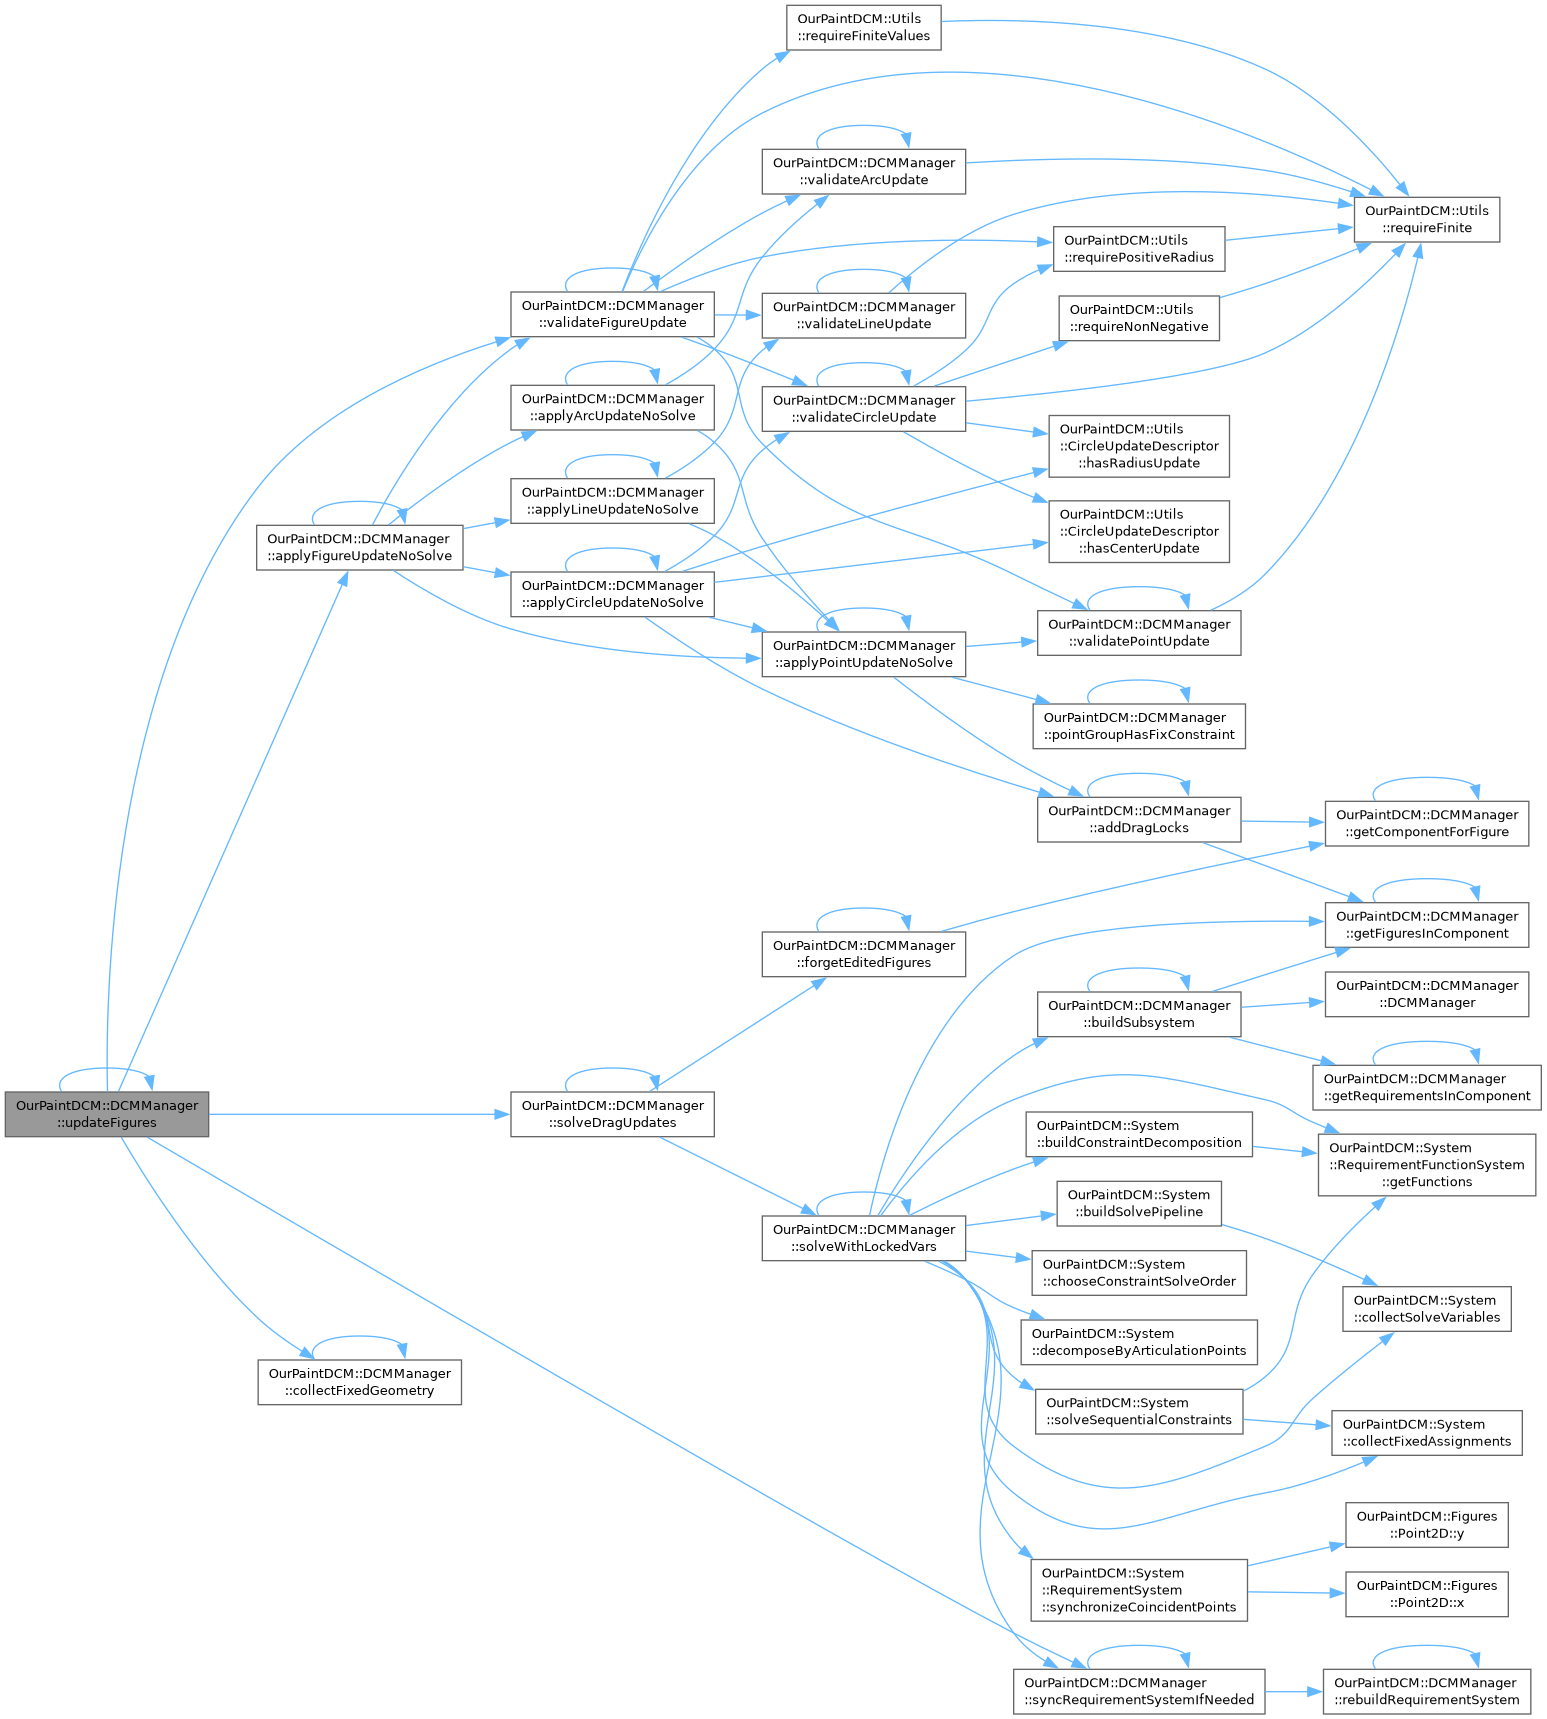 OurPaintDCM::Utils
::requireFiniteValues
OurPaintDCM::DCMManager
::validateArcUpdate
OurPaintDCM::Utils
::requireFinite
OurPaintDCM::Utils
::requirePositiveRadius
OurPaintDCM::DCMManager
::validateFigureUpdate
OurPaintDCM::DCMManager
::validateLineUpdate
OurPaintDCM::Utils
::requireNonNegative
OurPaintDCM::DCMManager
::applyArcUpdateNoSolve
OurPaintDCM::DCMManager
::validateCircleUpdate
OurPaintDCM::Utils
::CircleUpdateDescriptor
::hasRadiusUpdate
OurPaintDCM::DCMManager
::applyLineUpdateNoSolve
OurPaintDCM::Utils
::CircleUpdateDescriptor
::hasCenterUpdate
OurPaintDCM::DCMManager
::applyFigureUpdateNoSolve
OurPaintDCM::DCMManager
::applyCircleUpdateNoSolve
OurPaintDCM::DCMManager
::validatePointUpdate
OurPaintDCM::DCMManager
::applyPointUpdateNoSolve
OurPaintDCM::DCMManager
::pointGroupHasFixConstraint
OurPaintDCM::DCMManager
::addDragLocks
OurPaintDCM::DCMManager
::getComponentForFigure
OurPaintDCM::DCMManager
::getFiguresInComponent
OurPaintDCM::DCMManager
::forgetEditedFigures
OurPaintDCM::DCMManager
::DCMManager
OurPaintDCM::DCMManager
::buildSubsystem
OurPaintDCM::DCMManager
::getRequirementsInComponent
OurPaintDCM::DCMManager
::updateFigures
OurPaintDCM::DCMManager
::solveDragUpdates
OurPaintDCM::System
::buildConstraintDecomposition
OurPaintDCM::System
::RequirementFunctionSystem
::getFunctions
OurPaintDCM::System
::buildSolvePipeline
OurPaintDCM::DCMManager
::solveWithLockedVars
OurPaintDCM::System
::chooseConstraintSolveOrder
OurPaintDCM::System
::collectSolveVariables
OurPaintDCM::System
::decomposeByArticulationPoints
OurPaintDCM::DCMManager
::collectFixedGeometry
OurPaintDCM::System
::solveSequentialConstraints
OurPaintDCM::System
::collectFixedAssignments
OurPaintDCM::Figures
::Point2D::y
OurPaintDCM::System
::RequirementSystem
::synchronizeCoincidentPoints
OurPaintDCM::Figures
::Point2D::x
OurPaintDCM::DCMManager
::syncRequirementSystemIfNeeded
OurPaintDCM::DCMManager
::rebuildRequirementSystem